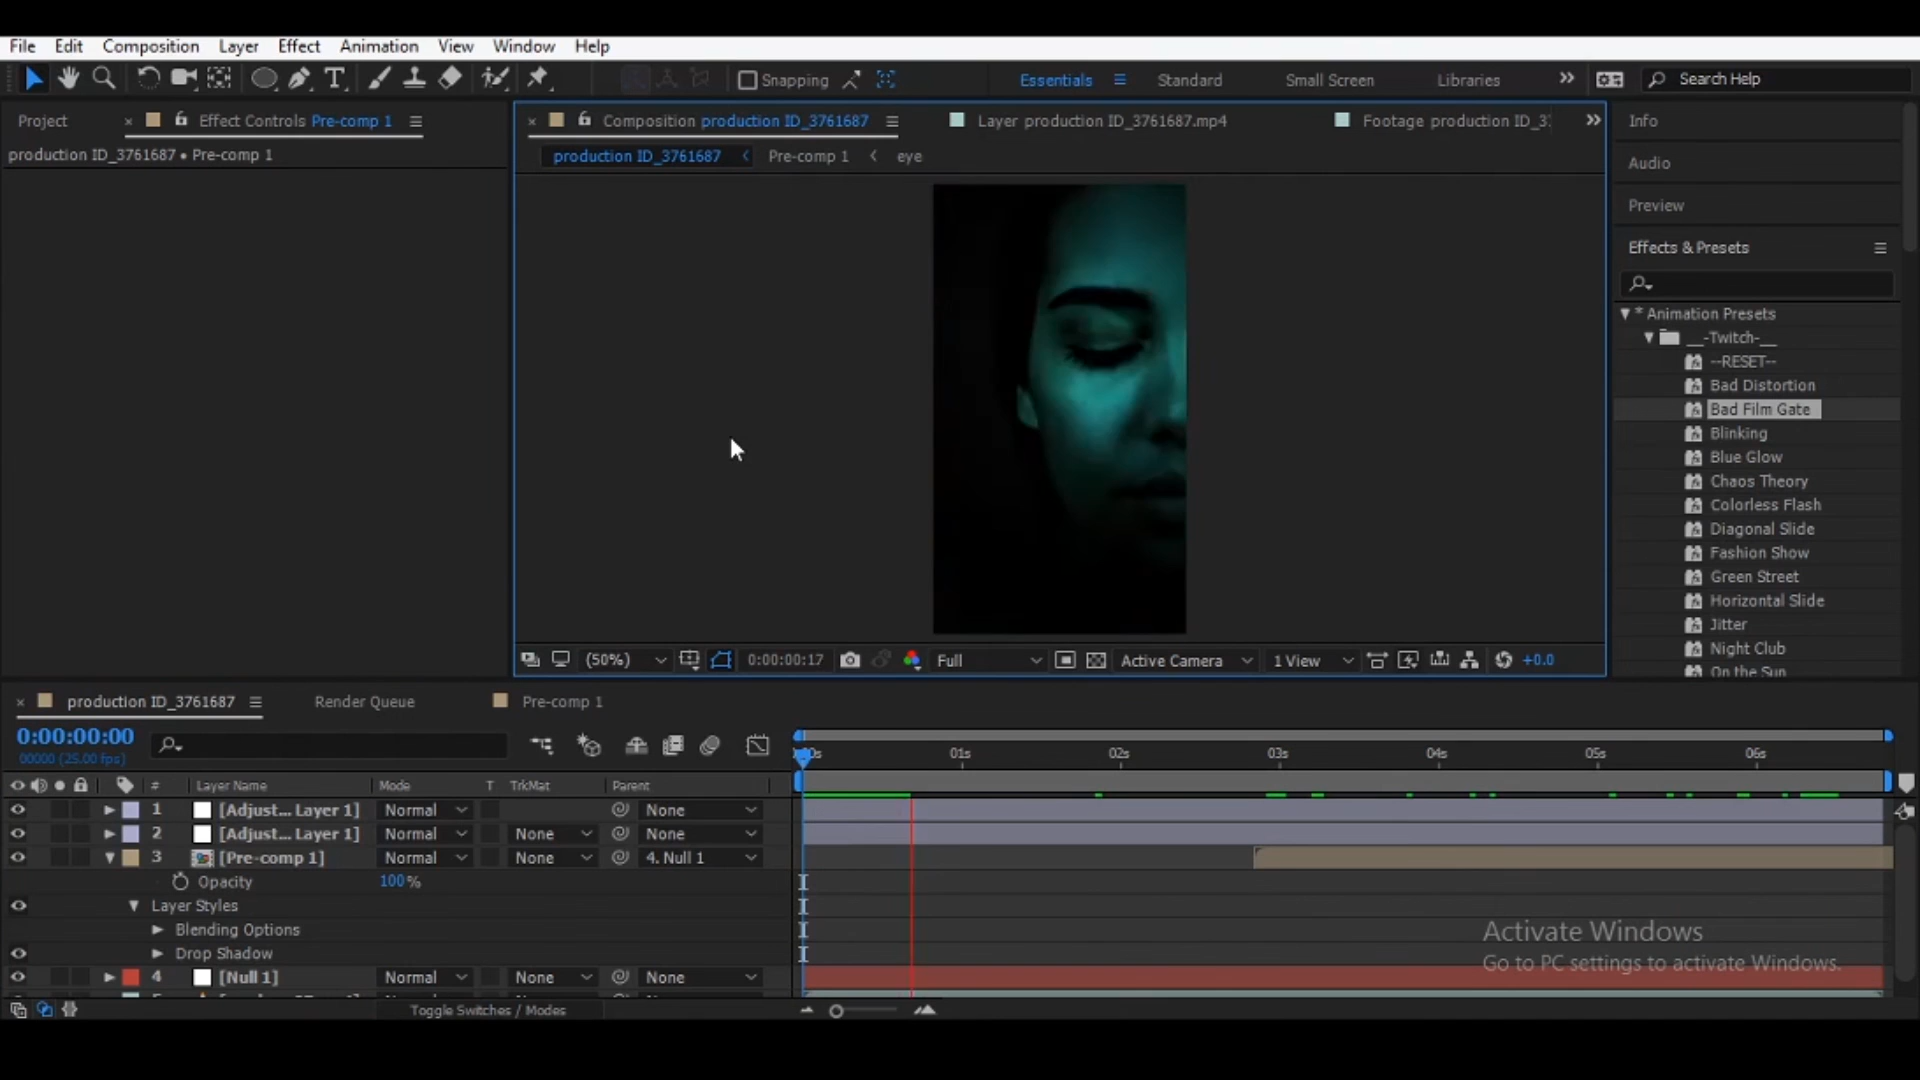 File Edit Composition Layer Effect Animation View Window Help
Snapping Essentials Standard Small Screen Libraries Search Help
Project Effect Controls Pre-comp 1
production ID_3761687 • Pre-comp 1
Composition production ID_3761687 Layer production ID_3761687.mp4 Footage production ID_3
production ID_3761687 Pre-comp 1 eye
(50%) 0:00:00:17 Full Active Camera 1 View +0.0
Info
Audio
Preview
Effects & Presets
* Animation Presets
__-Twitch-__
--RESET--
Bad Distortion
Bad Film Gate
Blinking
Blue Glow
Chaos Theory
Colorless Flash
Diagonal Slide
Fashion Show
Green Street
Horizontal Slide
Jitter
Night Club
On the Sun
production ID_3761687 Render Queue Pre-comp 1
0:00:00:00
00000 (25.00 fps)
01s 02s 03s 04s 05s 06s
# Layer Name Mode T TrkMat Parent
1 [Adjust... Layer 1] Normal None
2 [Adjust... Layer 1] Normal None None
3 [Pre-comp 1] Normal 4. Null 1
Opacity 100%
Layer Styles
Blending Options
Drop Shadow
4 [Null 1] Normal None None
Toggle Switches / Modes
Activate Windows
Go to PC settings to activate Windows.